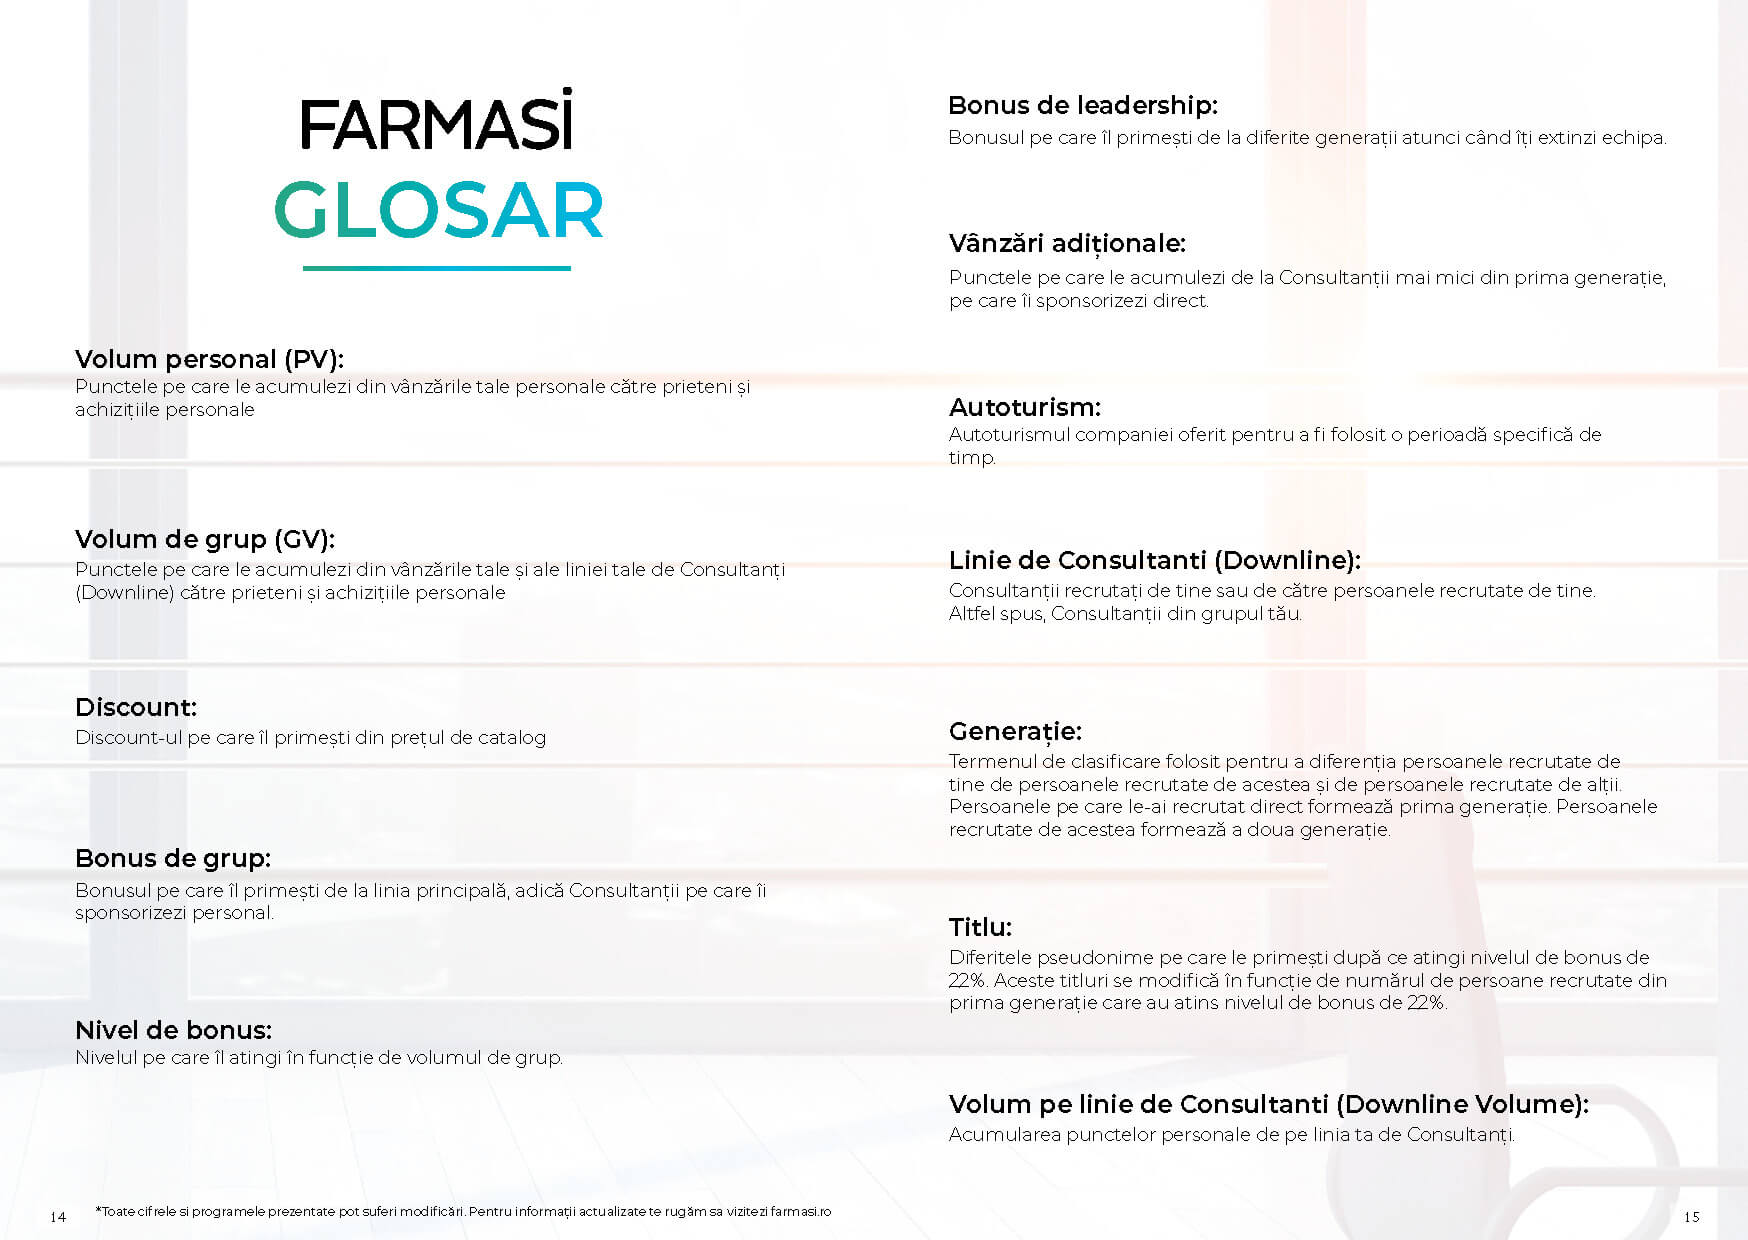 FARMASİ
GLOSAR
Volum personal (PV):
Punctele pe care le acumulezi din vânzările tale personale către prieteni și
achizițiile personale
Volum de grup (GV):
Punctele pe care le acumulezi din vânzările tale și ale liniei tale de Consultanți
(Downline) către prieteni și achizițiile personale
Discount:
Discount-ul pe care îl primești din prețul de catalog
Bonus de grup:
Bonusul pe care îl primești de la linia principală, adică Consultanții pe care îi
sponsorizezi personal.
Nivel de bonus:
Nivelul pe care îl atingi în funcție de volumul de grup.
14
*Toate cifrele si programele prezentate pot suferi modificări. Pentru informații actualizate te rugăm sa vizitezi farmasi.ro
Bonus de leadership:
Bonusul pe care îl primești de la diferite generații atunci când îți extinzi echipa.
Vânzări adiționale:
Punctele pe care le acumulezi de la Consultanții mai mici din prima generație,
pe care îi sponsorizezi direct.
Autoturism:
Autoturismul companiei oferit pentru a fi folosit o perioadă specifică de
timp.
Linie de Consultanti (Downline):
Consultanții recrutați de tine sau de către persoanele recrutate de tine.
Altfel spus, Consultanții din grupul tău.
Generație:
Termenul de clasificare folosit pentru a diferenția persoanele recrutate de
tine de persoanele recrutate de acestea și de persoanele recrutate de alții.
Persoanele pe care le-ai recrutat direct formează prima generație. Persoanele
recrutate de acestea formează a doua generație.
Titlu:
Diferitele pseudonime pe care le primești după ce atingi nivelul de bonus de
22%. Aceste titluri se modifică în funcție de numărul de persoane recrutate din
prima generație care au atins nivelul de bonus de 22%.
Volum pe linie de Consultanti (Downline Volume):
Acumularea punctelor personale de pe linia ta de Consultanți.
15